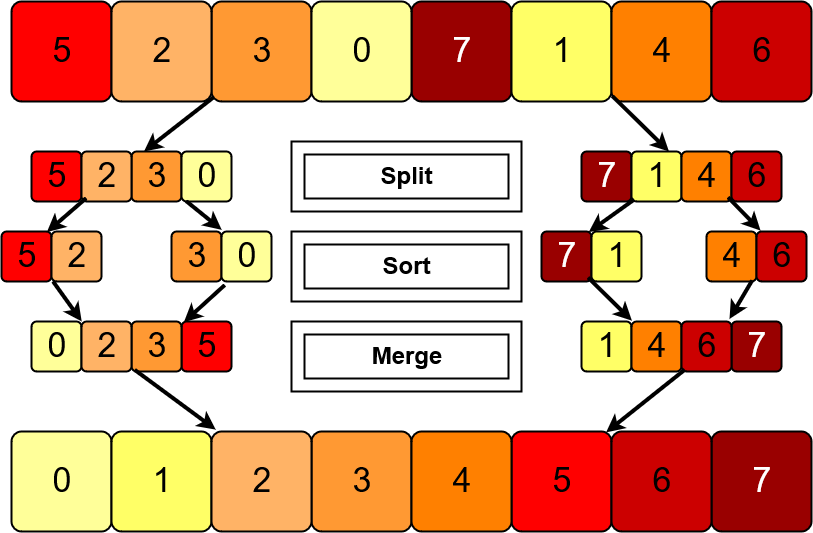 5 2 3 0 7 1 4 6
5 2 3 0 Split 7 1 4 6
5 2 3 0 Sort 7 1 4 6
0 2 3 5 Merge 1 4 6 7
0 1 2 3 4 5 6 7